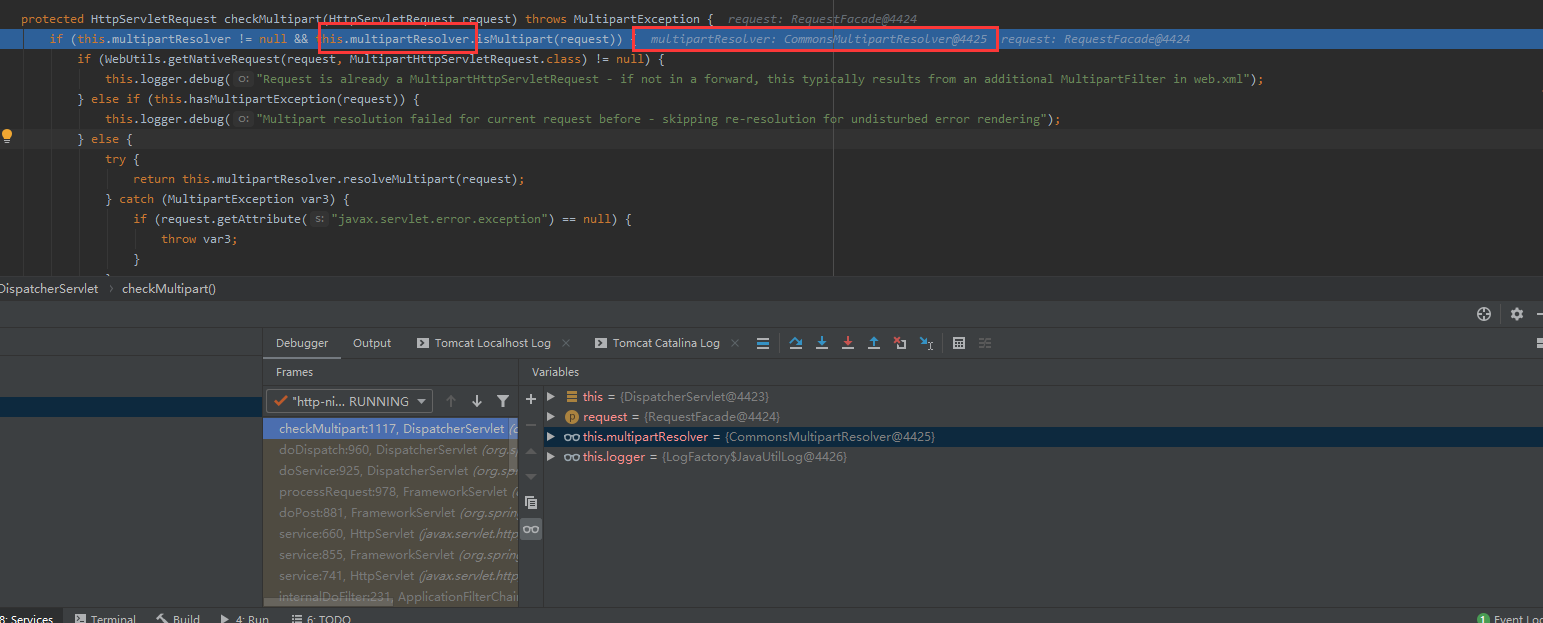 protected HttpServletRequest checkMultipart(HttpServletRequest request) throws MultipartException {  request: RequestFacade@4424
if (this.multipartResolver != null && this.multipartResolver.isMultipart(request)) {  multipartResolver: CommonsMultipartResolver@4425  request: RequestFacade@4424
if (WebUtils.getNativeRequest(request, MultipartHttpServletRequest.class) != null) {
this.logger.debug( o: "Request is already a MultipartHttpServletRequest - if not in a forward, this typically results from an additional MultipartFilter in web.xml");
} else if (this.hasMultipartException(request)) {
this.logger.debug( o: "Multipart resolution failed for current request before - skipping re-resolution for undisturbed error rendering");
} else {
try {
return this.multipartResolver.resolveMultipart(request);
} catch (MultipartException var3) {
if (request.getAttribute( s: "javax.servlet.error.exception") == null) {
throw var3;
}
DispatcherServlet › checkMultipart()
Debugger Output Tomcat Localhost Log × Tomcat Catalina Log ×
Frames Variables
"http-ni... RUNNING
this = {DispatcherServlet@4423}
request = {RequestFacade@4424}
this.multipartResolver = {CommonsMultipartResolver@4425}
this.logger = {LogFactory$JavaUtilLog@4426}
checkMultipart:1117, DispatcherServlet (o
doDispatch:960, DispatcherServlet (org.sp
doService:925, DispatcherServlet (org.spr
processRequest:978, FrameworkServlet (
doPost:881, FrameworkServlet (org.spring
service:660, HttpServlet (javax.servlet.http
service:855, FrameworkServlet (org.spring
service:741, HttpServlet (javax.servlet.http
internalDoFilter:231, ApplicationFilterChain
8: Services Terminal Build 4: Run 6: TODO 1 Event Log